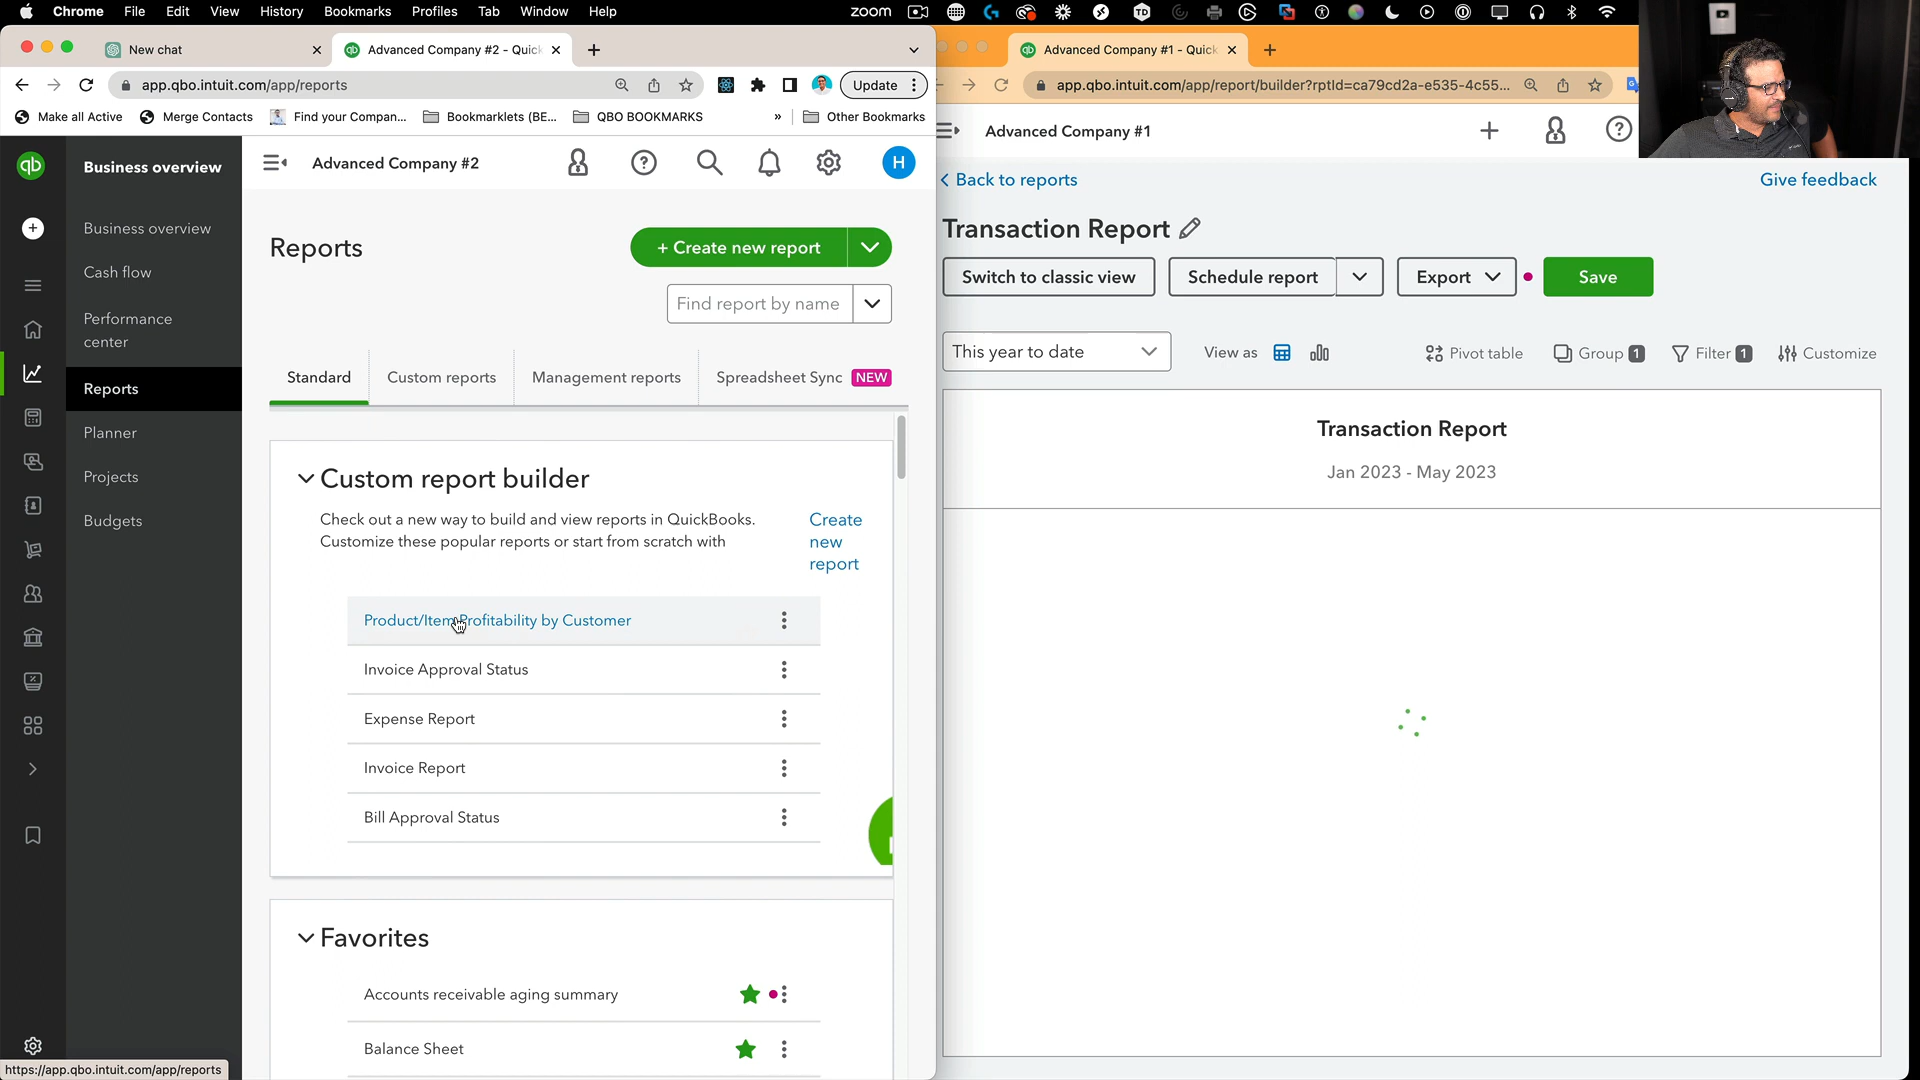 Chrome File Edit View History Bookmarks Profiles Tab Window Help
zoom
TD
New chat
Advanced Company #2 - Quick
Advanced Company #1 - Quick
app.qbo.intuit.com/app/reports
Update
app.qbo.intuit.com/app/report/builder?rptId=ca79cd2a-e535-4c55...
Make all Active
Merge Contacts
Find your Compan...
Bookmarklets (BE...
QBO BOOKMARKS
»
Other Bookmarks
qb
Business overview
Business overview
Cash flow
Performance
center
Reports
Planner
Projects
Budgets
Advanced Company #2
H
Reports
+ Create new report
Find report by name
Standard
Custom reports
Management reports
Spreadsheet Sync NEW
Custom report builder
Check out a new way to build and view reports in QuickBooks.
Customize these popular reports or start from scratch with
Create
new
report
Product/Item Profitability by Customer
Invoice Approval Status
Expense Report
Invoice Report
Bill Approval Status
Favorites
Accounts receivable aging summary
Balance Sheet
https://app.qbo.intuit.com/app/reports
Advanced Company #1
Back to reports
Give feedback
Transaction Report
Switch to classic view
Schedule report
Export
Save
This year to date
View as
Pivot table
Group 1
Filter 1
Customize
Transaction Report
Jan 2023 - May 2023